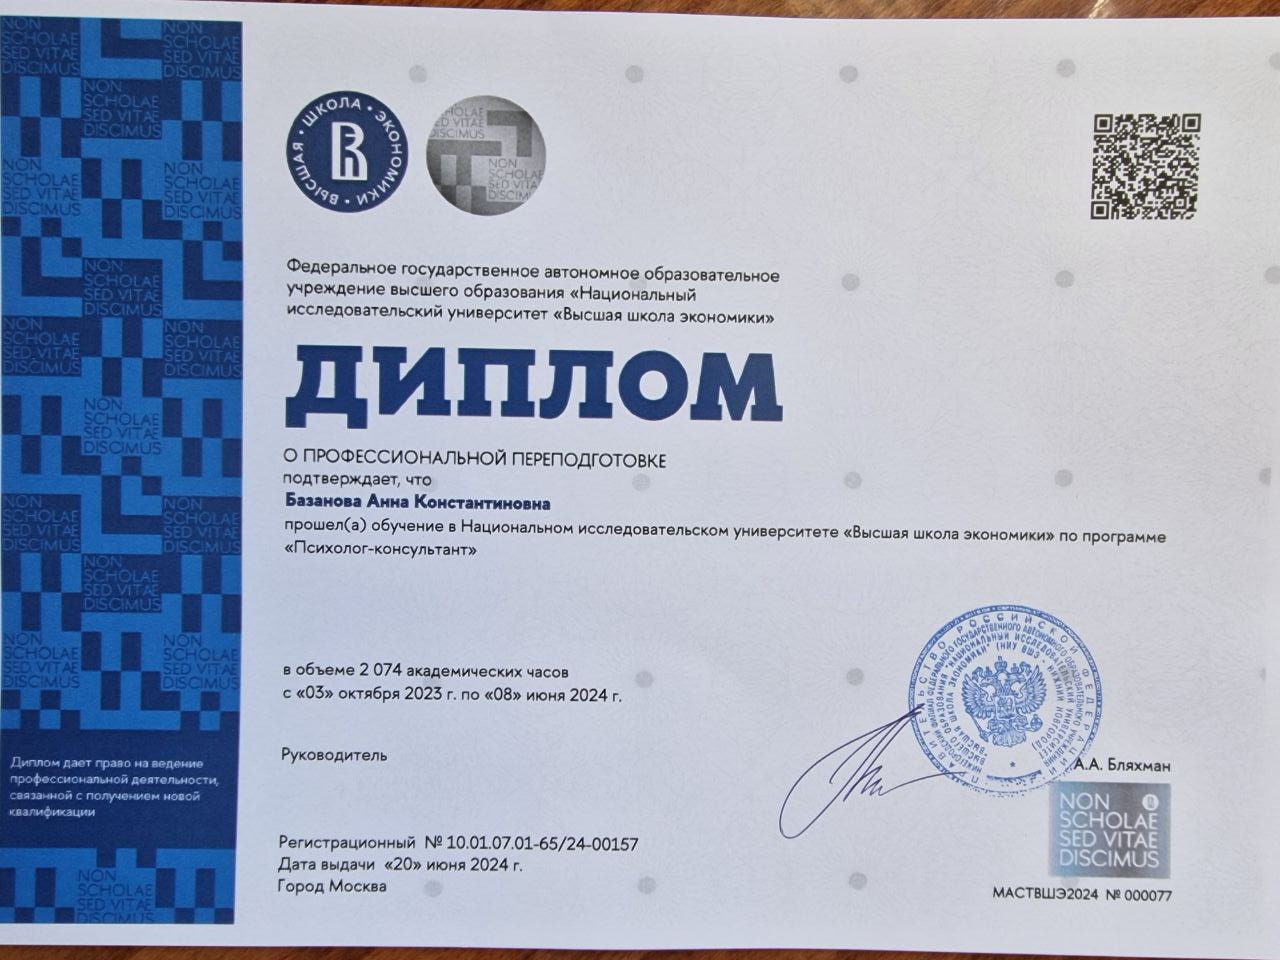 ВЫСШАЯ ШКОЛА ЭКОНОМИКИ
Федеральное государственное автономное образовательное
учреждение высшего образования «Национальный
исследовательский университет «Высшая школа экономики»
ДИПЛОМ
О ПРОФЕССИОНАЛЬНОЙ ПЕРЕПОДГОТОВКЕ
подтверждает, что
Базанова Анна Константиновна
прошел(а) обучение в Национальном исследовательском университете «Высшая школа экономики» по программе
«Психолог-консультант»
в объеме 2 074 академических часов
с «03» октября 2023 г. по «08» июня 2024 г.
Руководитель
А.А. Бляхман
Регистрационный № 10.01.07.01-65/24-00157
Дата выдачи «20» июня 2024 г.
Город Москва
NON
SCHOLAE
SED VITAE
DISCIMUS
МАСТВШЭ2024 № 000077
Диплом дает право на ведение
профессиональной деятельности,
связанной с получением новой
квалификации